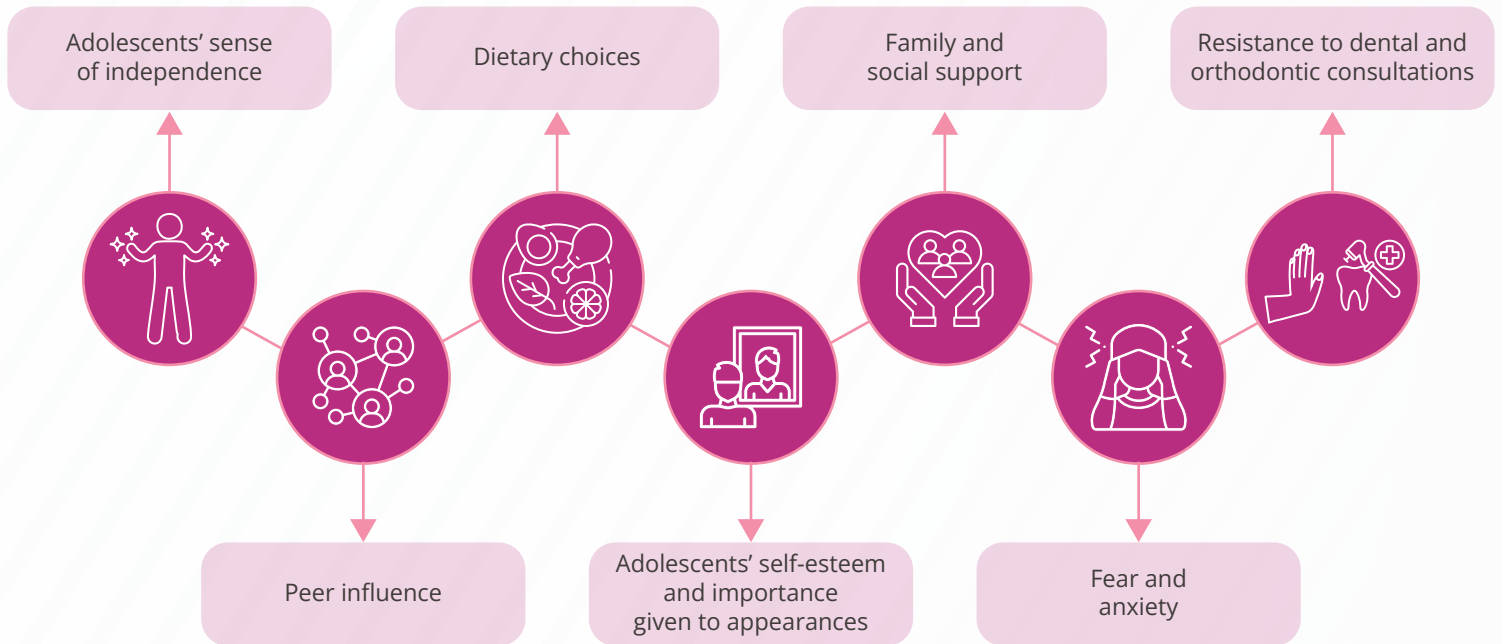 Adolescents’ sense
of independence
Dietary choices
Family and
social support
Resistance to dental and
orthodontic consultations
Peer influence
Adolescents’ self-esteem
and importance
given to appearances
Fear and
anxiety